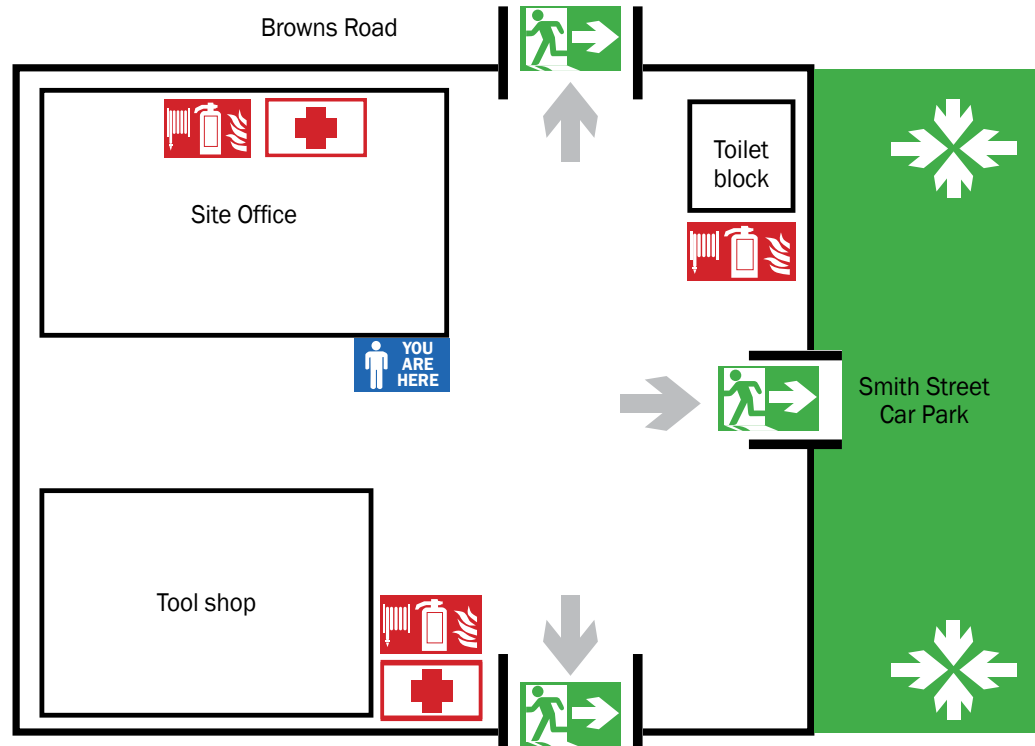 Browns Road
Toilet
block
Site Office
YOU
ARE
HERE
Smith Street
Car Park
Tool shop